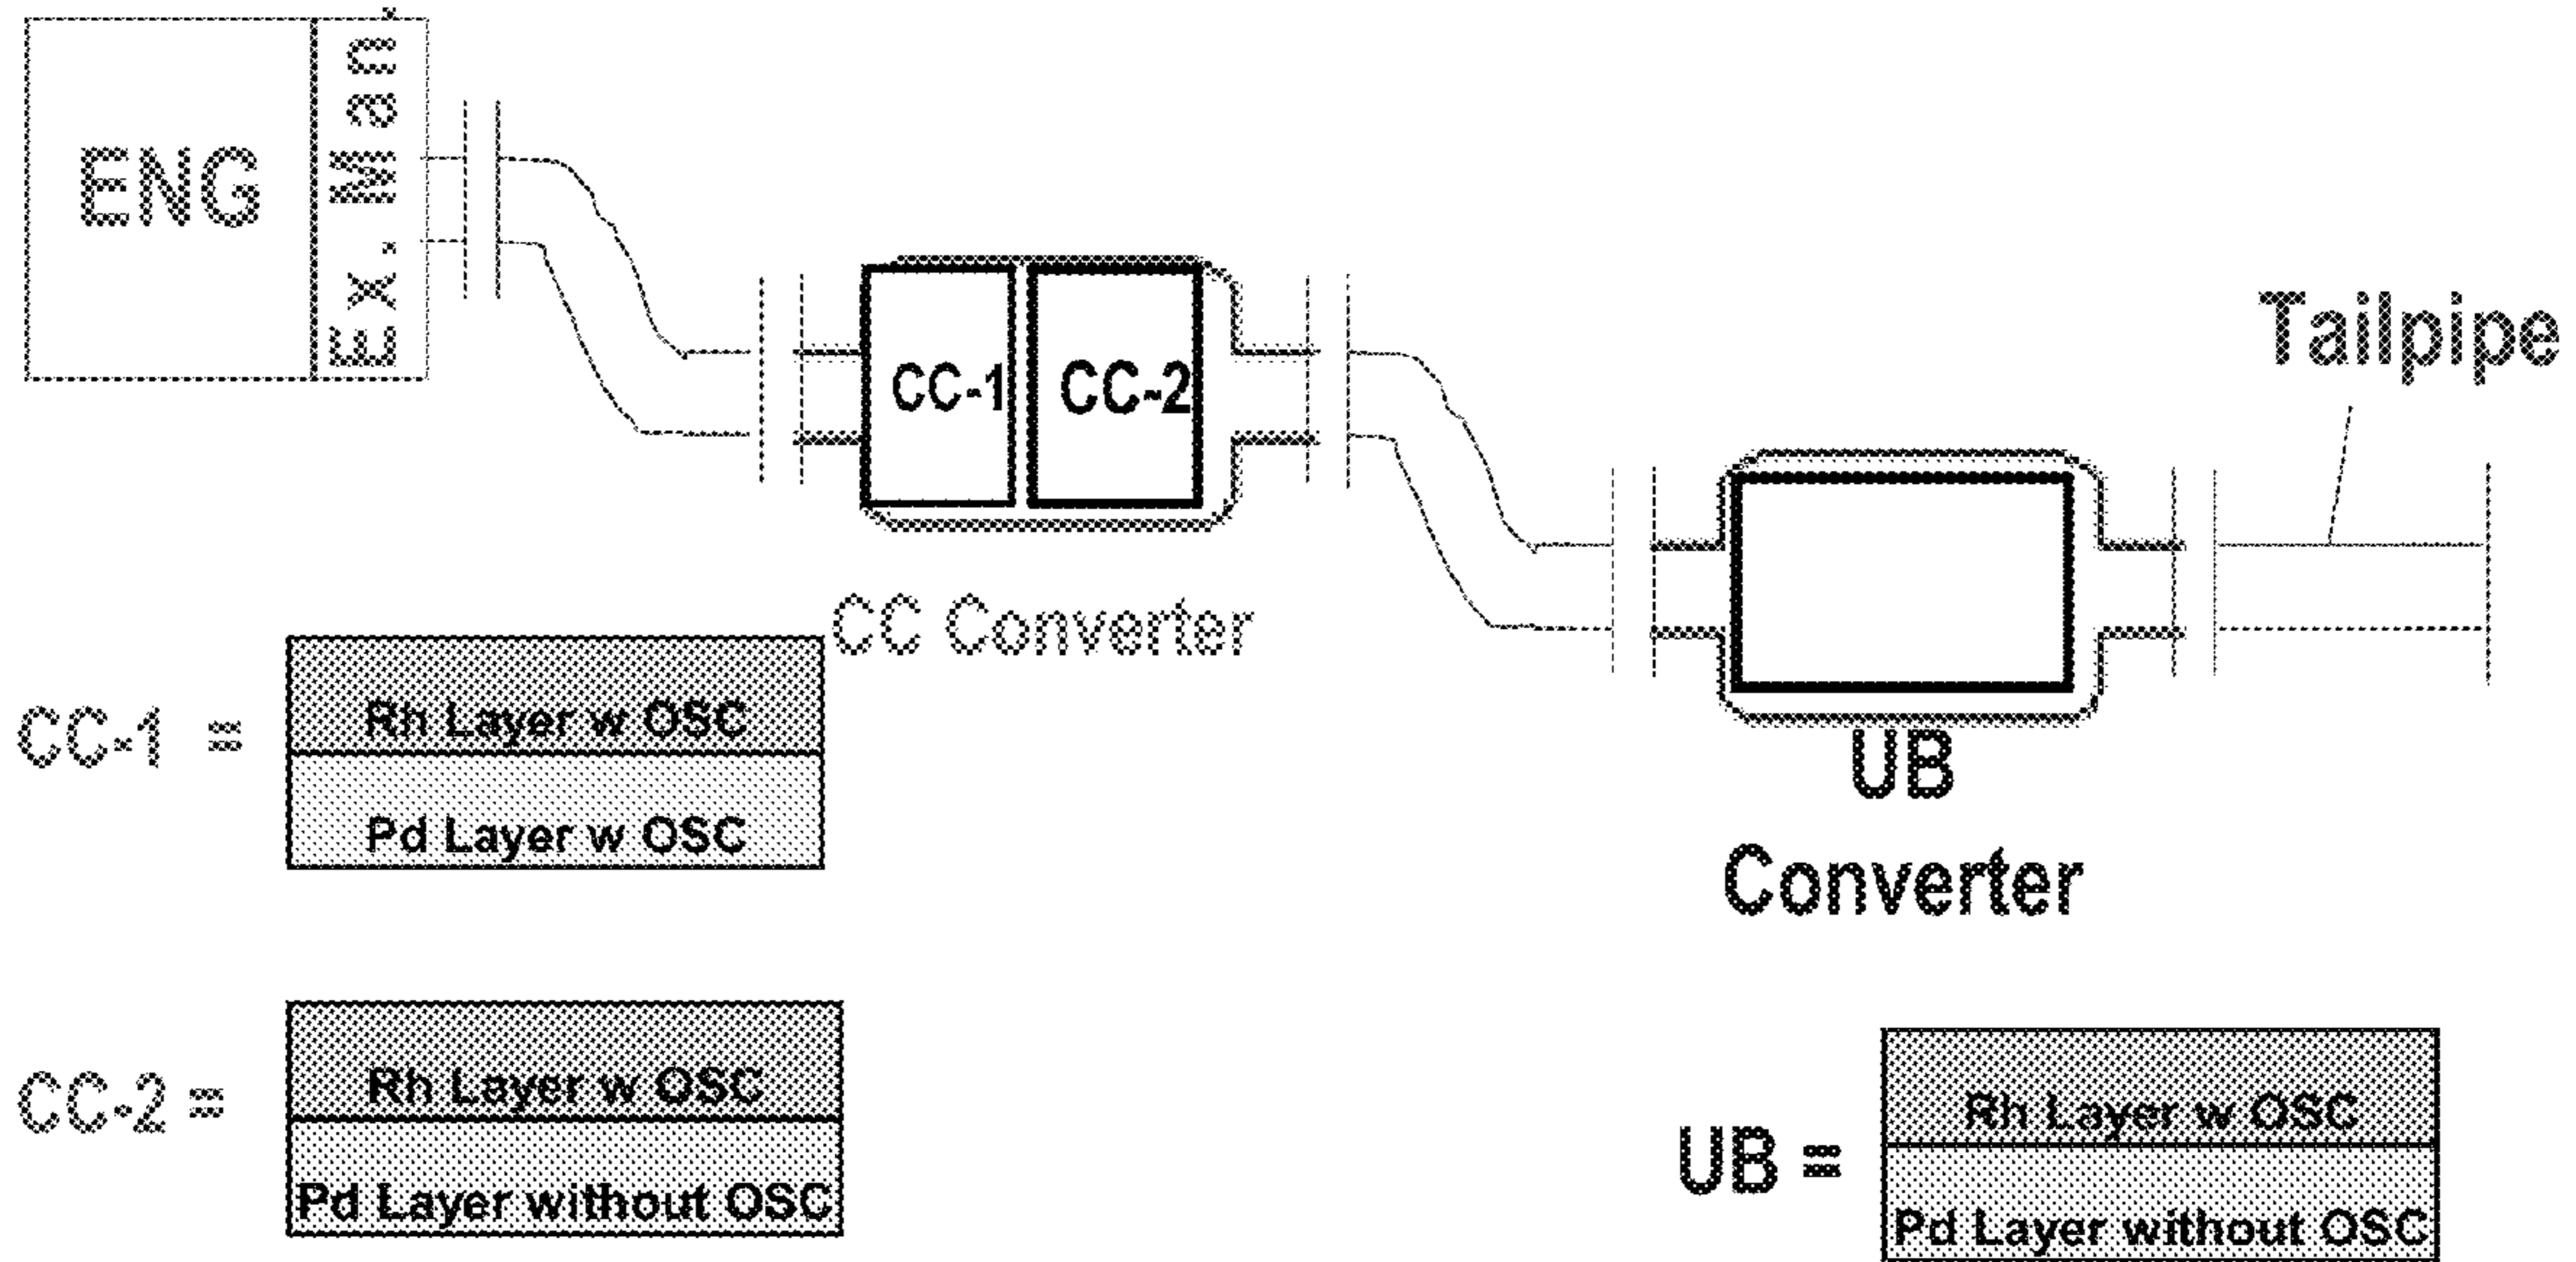 ENG
Ex. Man.
CC-1
CC-2
Tailpipe
CC Converter
UB
Converter
CC-1 =
Rh Layer w OSC
Pd Layer w OSC
CC-2 =
Rh Layer w OSC
Pd Layer without OSC
UB =
Rh Layer w OSC
Pd Layer without OSC